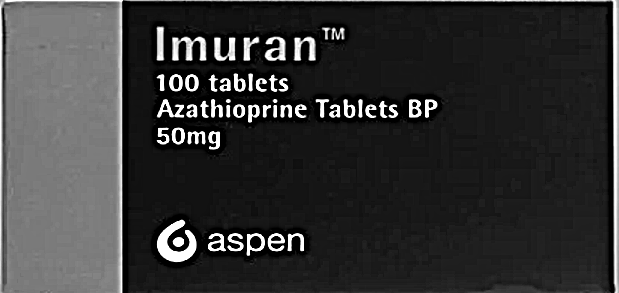 Imuran™
100 tablets
Azathioprine Tablets BP
50mg
aspen